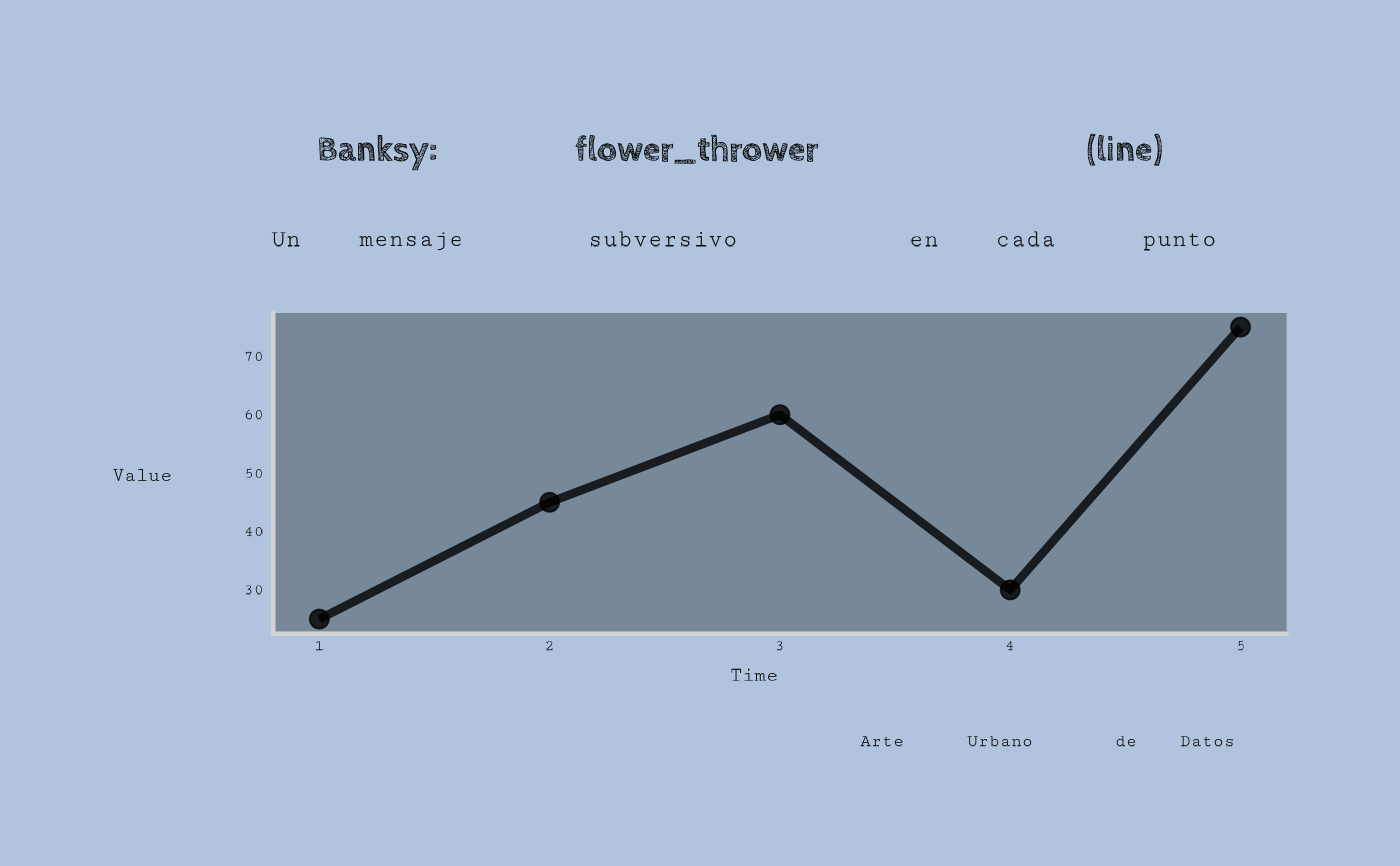 Banksy: flower_thrower (line)
Un mensaje subversivo en cada punto
70
60
50
40
30
Value
1 2 3 4 5
Time
Arte Urbano de Datos